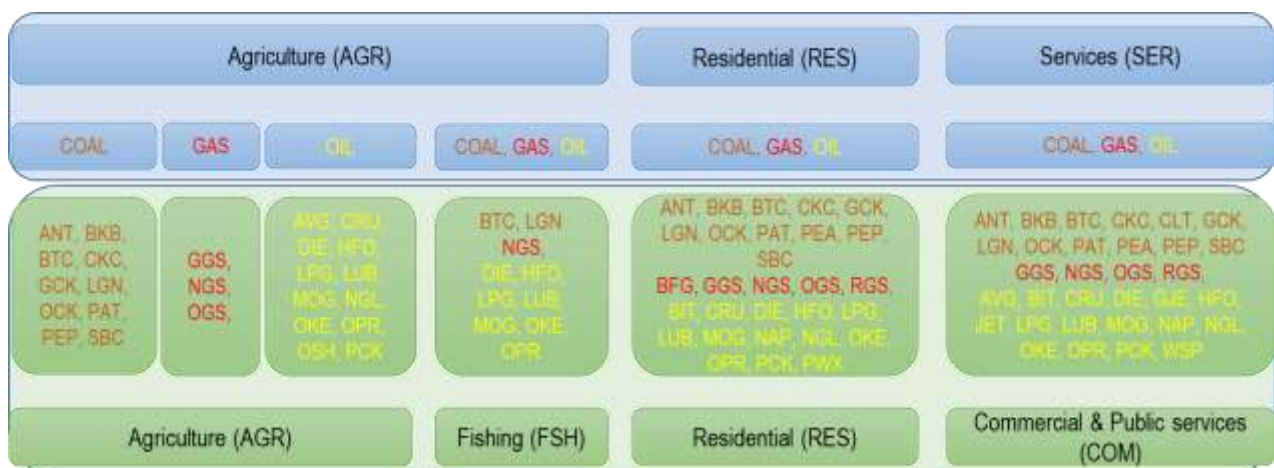 Agriculture (AGR)
Residential (RES)
Services (SER)
COAL
GAS
OIL
COAL, GAS, OIL
COAL, GAS, OIL
COAL, GAS, OIL
ANT, BKB,
BTC, CKC,
GCK, LGN,
OCK, PAT,
PEP, SBC
GGS,
NGS,
OGS,
AVG, CRU,
DIE, HFO,
LPG, LUB,
MOG, NGL,
OKE, OPR,
OSH, PCK
BTC, LGN
NGS,
DIE, HFO,
LPG, LUB,
MOG, OKE,
OPR
ANT, BKB, BTC, CKC, GCK,
LGN, OCK, PAT, PEA, PEP,
SBC
BFG, GGS, NGS, OGS, RGS,
BIT, CRU, DIE, HFO, LPG,
LUB, MOG, NAP, NGL, OKE,
OPR, PCK, PWX
ANT, BKB, BTC, CKC, CLT, GCK,
LGN, OCK, PAT, PEA, PEP, SBC
GGS, NGS, OGS, RGS,
AVG, BIT, CRU, DIE, GJE, HFO,
JET, LPG, LUB, MOG, NAP, NGL,
OKE, OPR, PCK, WSP
Agriculture (AGR)
Fishing (FSH)
Residential (RES)
Commercial & Public services
(COM)